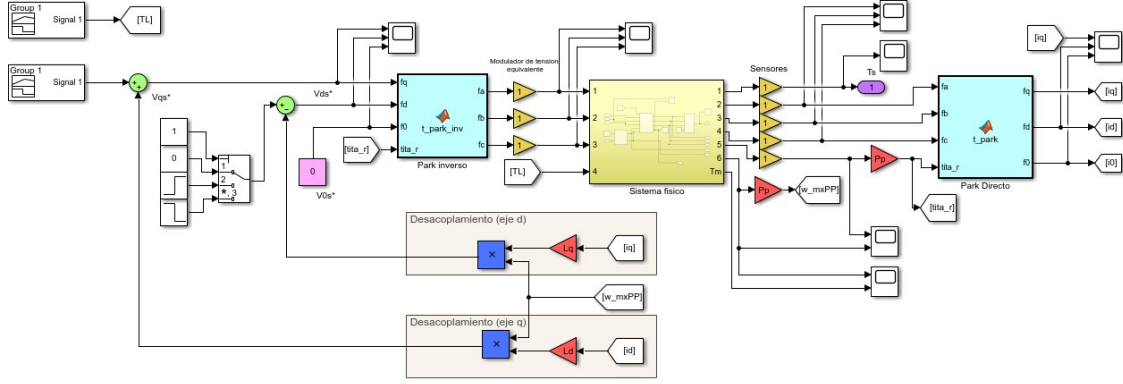 Group 1
Signal 1
[TL]
Group 1
Signal 1
Vqs*
Vds*
1
0
1
2
*, 3
0
V0s*
[tita_r]
fq
fd
f0
tita_r
t_park_inv
fa
fb
fc
Park inverso
Modulador de tension
equivalente
1
1
1
[TL]
1
2
3
4
1
2
3
4
5
6
Tm
Sistema fisico
Sensores
1
1
1
1
1
Ts
1
Pp
[w_mxPP]
Pp
[tita_r]
fa
fb
fc
tita_r
t_park
fq
fd
f0
Park Directo
[iq]
[iq]
[id]
[i0]
Desacoplamiento (eje d)
×
Lq
[iq]
[w_mxPP]
Desacoplamiento (eje q)
×
Ld
[id]